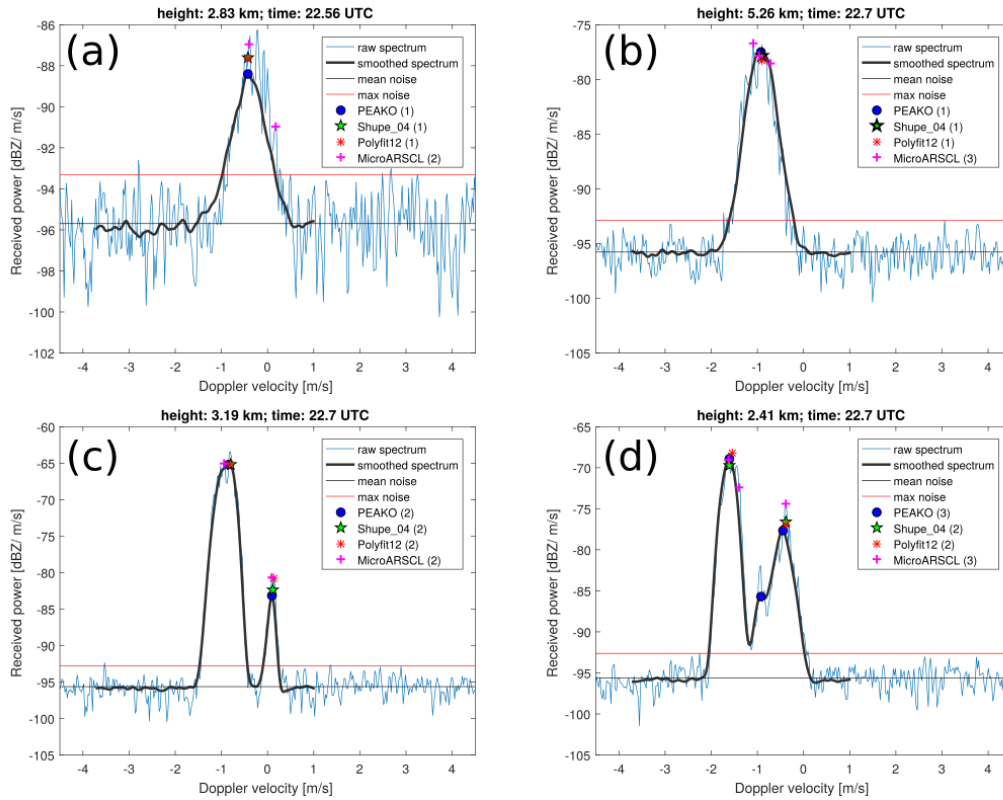 height: 2.83 km; time: 22.56 UTC
(a)
raw spectrum
smoothed spectrum
mean noise
max noise
PEAKO (1)
Shupe_04 (1)
Polyfit12 (1)
MicroARSCL (2)
Received power [dBZ/ m/s]
-86
-88
-90
-92
-94
-96
-98
-100
-102
-4 -3 -2 -1 0 1 2 3 4
Doppler velocity [m/s]
height: 5.26 km; time: 22.7 UTC
(b)
raw spectrum
smoothed spectrum
mean noise
max noise
PEAKO (1)
Shupe_04 (1)
Polyfit12 (1)
MicroARSCL (3)
Received power [dBZ/ m/s]
-75
-80
-85
-90
-95
-100
-105
-4 -3 -2 -1 0 1 2 3 4
Doppler velocity [m/s]
height: 3.19 km; time: 22.7 UTC
(c)
raw spectrum
smoothed spectrum
mean noise
max noise
PEAKO (2)
Shupe_04 (2)
Polyfit12 (2)
MicroARSCL (2)
Received power [dBZ/ m/s]
-60
-65
-70
-75
-80
-85
-90
-95
-100
-105
-4 -3 -2 -1 0 1 2 3 4
Doppler velocity [m/s]
height: 2.41 km; time: 22.7 UTC
(d)
raw spectrum
smoothed spectrum
mean noise
max noise
PEAKO (3)
Shupe_04 (2)
Polyfit12 (2)
MicroARSCL (3)
Received power [dBZ/ m/s]
-65
-70
-75
-80
-85
-90
-95
-100
-105
-4 -3 -2 -1 0 1 2 3 4
Doppler velocity [m/s]